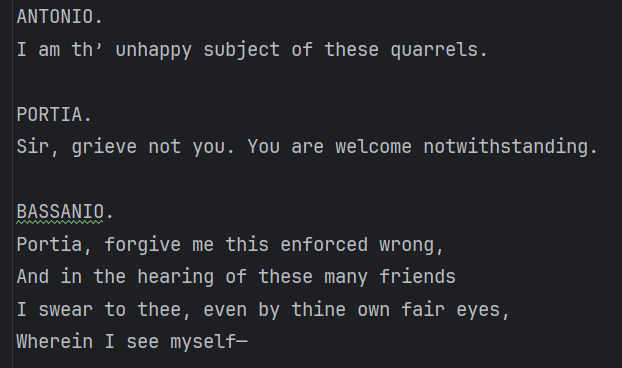 ANTONIO.
I am th’ unhappy subject of these quarrels.
PORTIA.
Sir, grieve not you. You are welcome notwithstanding.
BASSANIO.
Portia, forgive me this enforced wrong,
And in the hearing of these many friends
I swear to thee, even by thine own fair eyes,
Wherein I see myself—